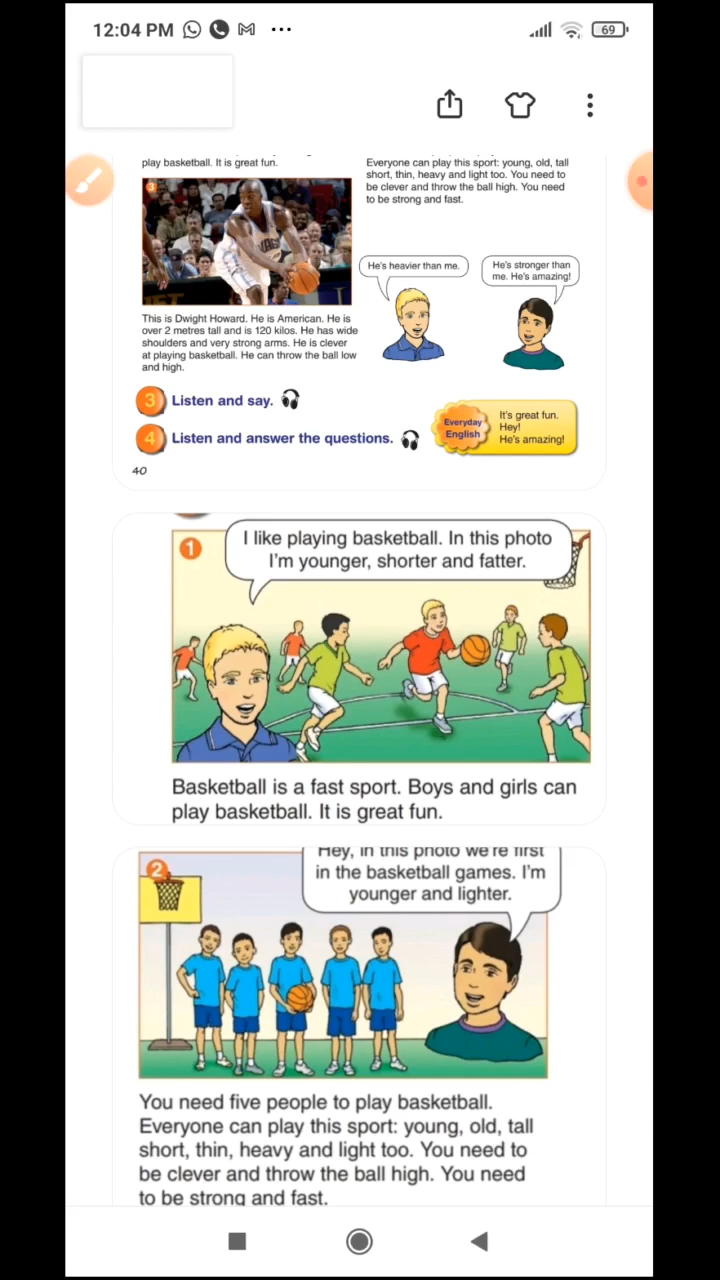 12:04 PM
69
play basketball. It is great fun.
Everyone can play this sport: young, old, tall
short, thin, heavy and light too. You need to
be clever and throw the ball high. You need
to be strong and fast.
3
He's heavier than me.
He's stronger than
me. He's amazing!
This is Dwight Howard. He is American. He is
over 2 metres tall and is 120 kilos. He has wide
shoulders and very strong arms. He is clever
at playing basketball. He can throw the ball low
and high.
3 Listen and say.
4 Listen and answer the questions.
Everyday
English
It's great fun.
Hey!
He's amazing!
40
1
I like playing basketball. In this photo
I'm younger, shorter and fatter.
Basketball is a fast sport. Boys and girls can
play basketball. It is great fun.
2
Hey, in this photo we're first
in the basketball games. I'm
younger and lighter.
You need five people to play basketball.
Everyone can play this sport: young, old, tall
short, thin, heavy and light too. You need to
be clever and throw the ball high. You need
to be strong and fast.